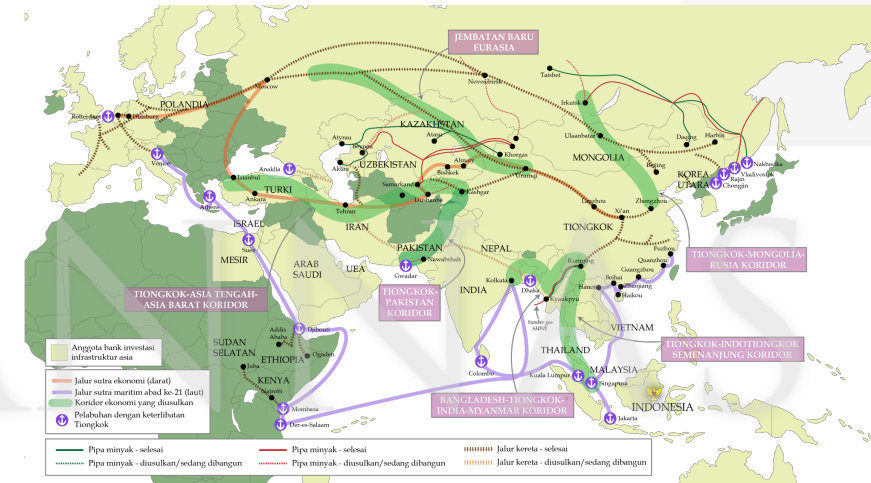 JEMBATAN BARU
EURASIA
Taishet
Moscow
Novosibirsk
POLANDIA
Rotterdam
Duisburg
Irkutsk
KAZAKHSTAN
Atyrau
Atasu
Ulaanbatar
Daqing
Harbin
Venice
Khorgas
MONGOLIA
Beijing
Nakhodka
Vladivostok
Anaklia
Aktau
UZBEKISTAN
Almaty
Bishkek
Urumqi
KOREA
UTARA
Rajin
Chongjin
Istanbul
TURKI
Samarkand
Dushanbe
Kashgar
Ankara
Athens
Tehran
Lanzhou
Xi'an
Zhengzhou
ISRAEL
IRAN
TIONGKOK
Suez
MESIR
ARAB
SAUDI
UEA
PAKISTAN
Nawabshah
NEPAL
Gwadar
Fuzhou
Quanzhou
TIONGKOK-MONGOLIA-
RUSIA KORIDOR
Kunming
Guangzhou
Beihai
Zhanjiang
Haikou
Hanoi
Kolkata
Dhaka
INDIA
Kyaukpyu
TIONGKOK-ASIA TENGAH-
ASIA BARAT KORIDOR
TIONGKOK-
PAKISTAN
KORIDOR
Sumber gas
SHWE
VIETNAM
Addis
Ababa
Djibouti
SUDAN
SELATAN
ETHIOPIA
Ogaden
THAILAND
TIONGKOK-INDOTIONGKOK
SEMENANJUNG KORIDOR
Juba
Colombo
Kuala Lumpur
MALAYSIA
Singapura
KENYA
Nairobi
Mombasa
Der-es-Salaam
BANGLADESH-TIONGKOK-
INDIA-MYANMAR KORIDOR
INDONESIA
Jakarta
Anggota bank investasi
infrastruktur asia
Jalur sutra ekonomi (darat)
Jalur sutra maritim abad ke-21 (laut)
Koridor ekonomi yang diusulkan
Pelabuhan dengan keterlibatan
Tiongkok
Pipa minyak - selesai
Pipa minyak - selesai
Jalur kereta - selesai
Pipa minyak - diusulkan/sedang dibangun
Pipa minyak - diusulkan/sedang dibangun
Jalur kereta - diusulkan/sedang dibangun